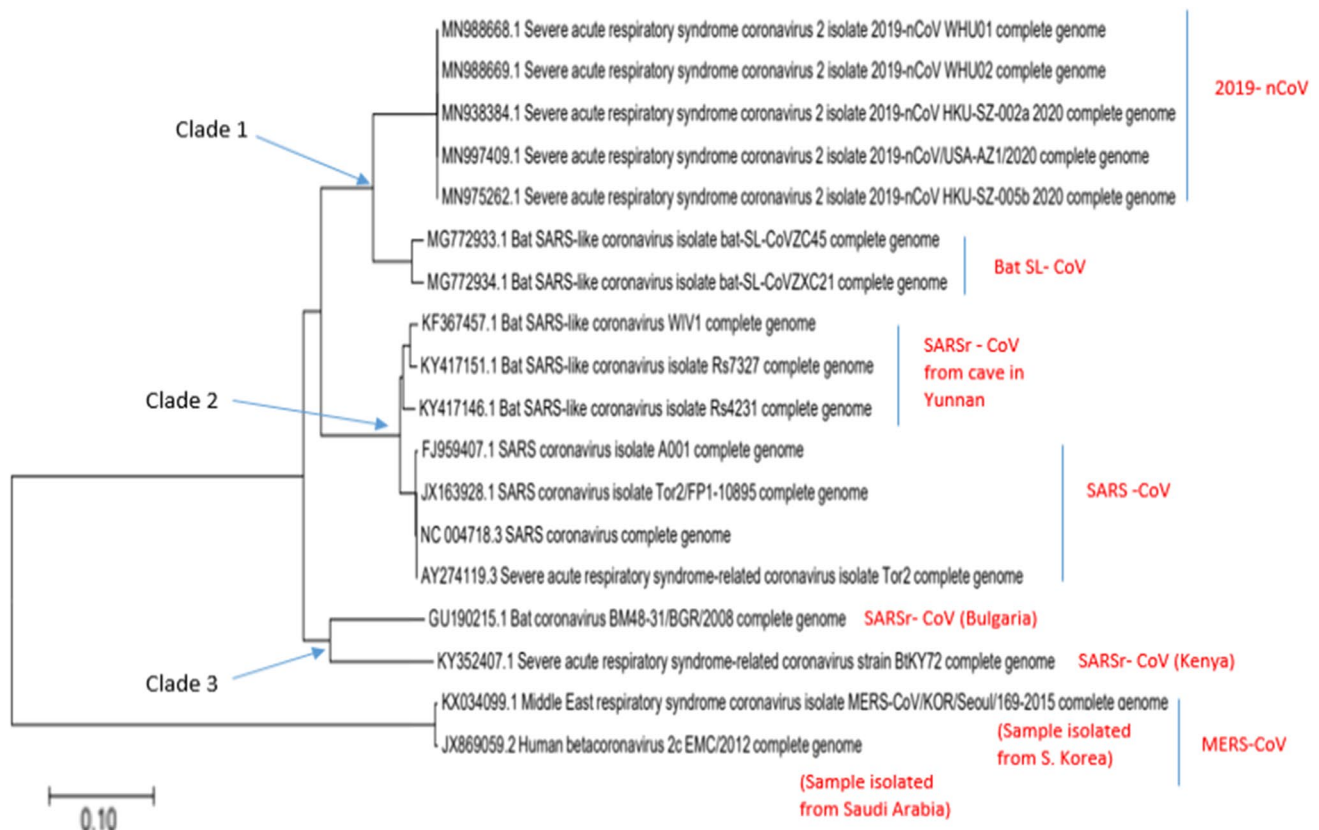 MN988668.1 Severe acute respiratory syndrome coronavirus 2 isolate 2019-nCoV WHU01 complete genome
MN988669.1 Severe acute respiratory syndrome coronavirus 2 isolate 2019-nCoV WHU02 complete genome
2019- nCoV
MN938384.1 Severe acute respiratory syndrome coronavirus 2 isolate 2019-nCoV HKU-SZ-002a 2020 complete genome
Clade 1
MN997409.1 Severe acute respiratory syndrome coronavirus 2 isolate 2019-nCoV/USA-AZ1/2020 complete genome
MN975262.1 Severe acute respiratory syndrome coronavirus 2 isolate 2019-nCoV HKU-SZ-005b 2020 complete genome
MG772933.1 Bat SARS-like coronavirus isolate bat-SL-CoVZC45 complete genome
Bat SL- CoV
MG772934.1 Bat SARS-like coronavirus isolate bat-SL-CoVZXC21 complete genome
KF367457.1 Bat SARS-like coronavirus WIV1 complete genome
KY417151.1 Bat SARS-like coronavirus isolate Rs7327 complete genome
KY417146.1 Bat SARS-like coronavirus isolate Rs4231 complete genome
SARSr - CoV
from cave in
Yunnan
Clade 2
FJ959407.1 SARS coronavirus isolate A001 complete genome
JX163928.1 SARS coronavirus isolate Tor2/FP1-10895 complete genome
SARS -CoV
NC 004718.3 SARS coronavirus complete genome
AY274119.3 Severe acute respiratory syndrome-related coronavirus isolate Tor2 complete genome
GU190215.1 Bat coronavirus BM48-31/BGR/2008 complete genome
SARSr- CoV (Bulgaria)
KY352407.1 Severe acute respiratory syndrome-related coronavirus strain BtKY72 complete genome
SARSr- CoV (Kenya)
Clade 3
KX034099.1 Middle East respiratory syndrome coronavirus isolate MERS-CoV/KOR/Seoul/169-2015 complete genome
(Sample isolated
from S. Korea)
MERS-CoV
JX869059.2 Human betacoronavirus 2c EMC/2012 complete genome
(Sample isolated
from Saudi Arabia)
0.10